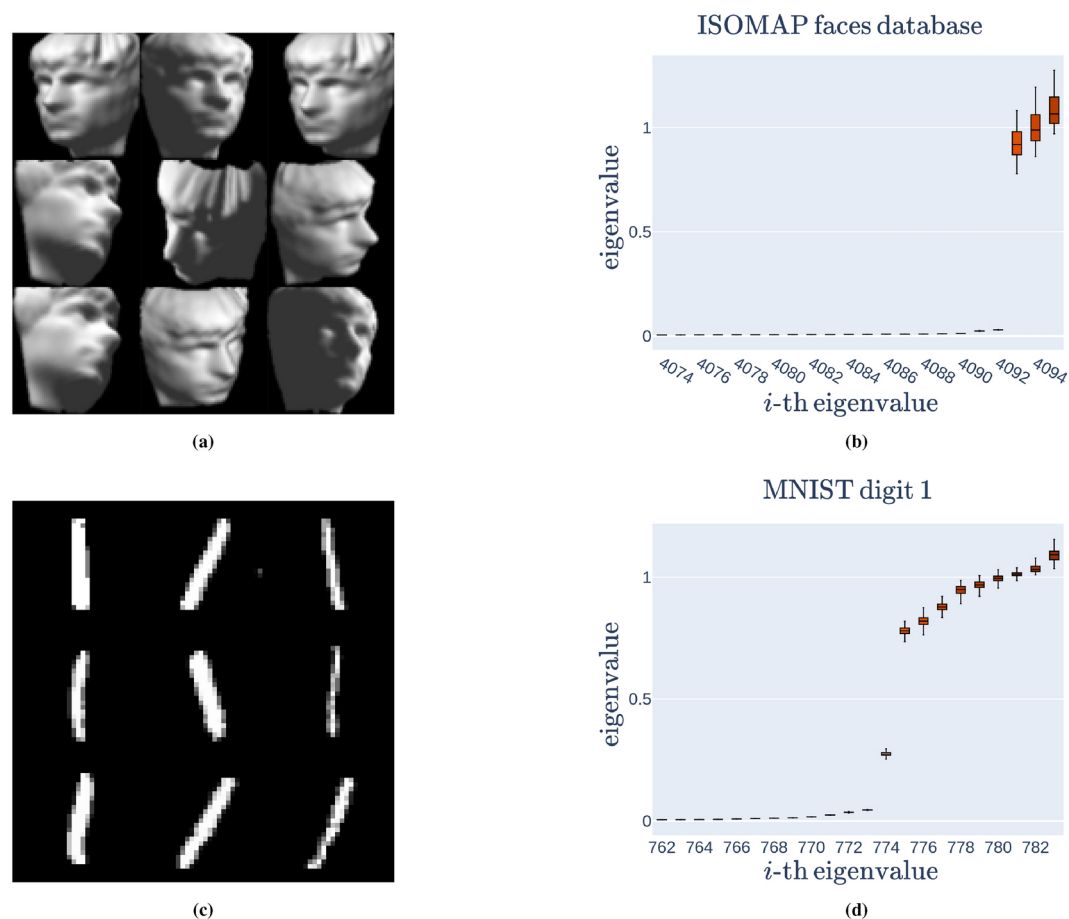 ISOMAP faces database
1
0.5
0
eigenvalue
4074 4076 4078 4080 4082 4084 4086 4088 4090 4092 4094
i-th eigenvalue
(a)
(b)
MNIST digit 1
1
0.5
0
eigenvalue
762 764 766 768 770 772 774 776 778 780 782
i-th eigenvalue
(c)
(d)